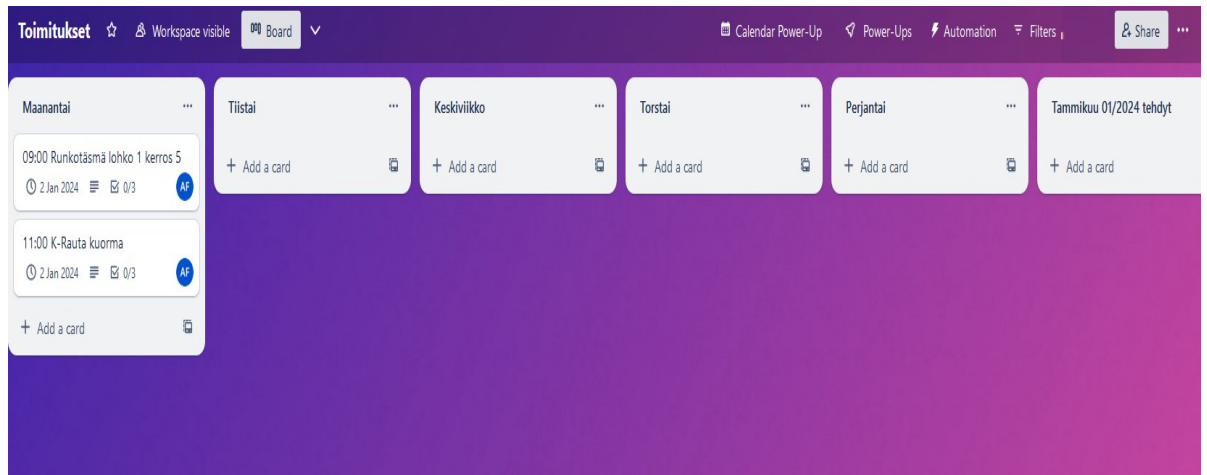 Toimitukset Workspace visible Board Calendar Power-Up Power-Ups Automation Filters Share
Maanantai
09:00 Runkotäsmä lohko 1 kerros 5
2 Jan 2024 0/3 AF
11:00 K-Rauta kuorma
2 Jan 2024 0/3 AF
+ Add a card
Tiistai
+ Add a card
Keskiviikko
+ Add a card
Torstai
+ Add a card
Perjantai
+ Add a card
Tammikuu 01/2024 tehdyt
+ Add a card